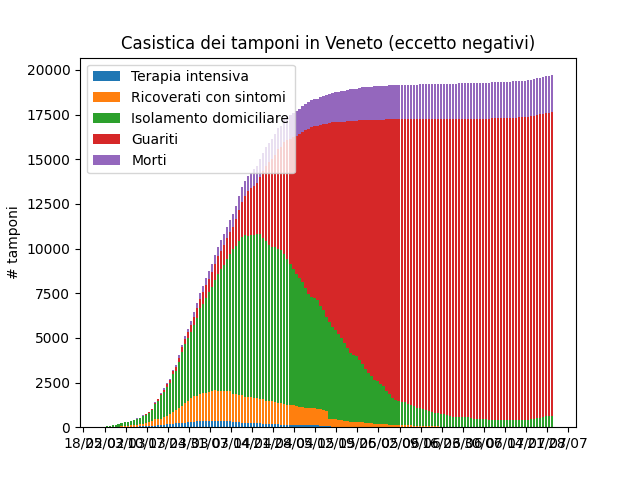 Casistica dei tamponi in Veneto (eccetto negativi)
Terapia intensiva
Ricoverati con sintomi
Isolamento domiciliare
Guariti
Morti
# tamponi
20000
17500
15000
12500
10000
7500
5000
2500
0